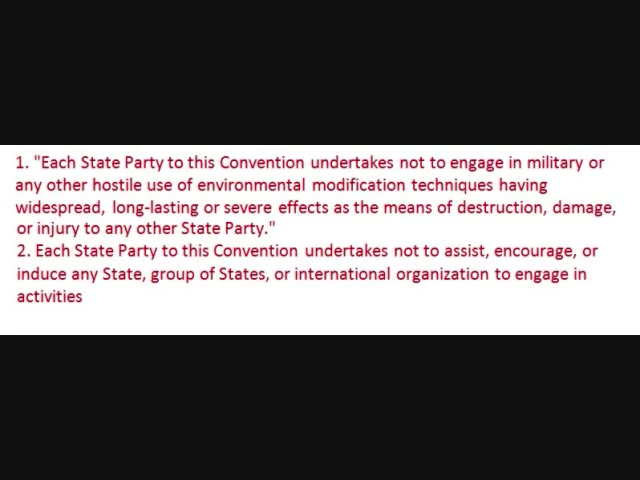 1. "Each State Party to this Convention undertakes not to engage in military or
any other hostile use of environmental modification techniques having
widespread, long-lasting or severe effects as the means of destruction, damage,
or injury to any other State Party."
2. Each State Party to this Convention undertakes not to assist, encourage, or
induce any State, group of States, or international organization to engage in
activities